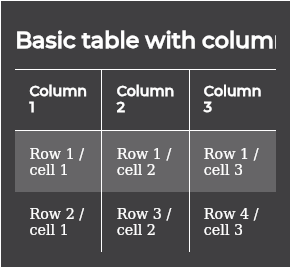 Basic table with colum
Column 1
Column 2
Column 3
Row 1 / cell 1
Row 1 / cell 2
Row 1 / cell 3
Row 2 / cell 1
Row 3 / cell 2
Row 4 / cell 3